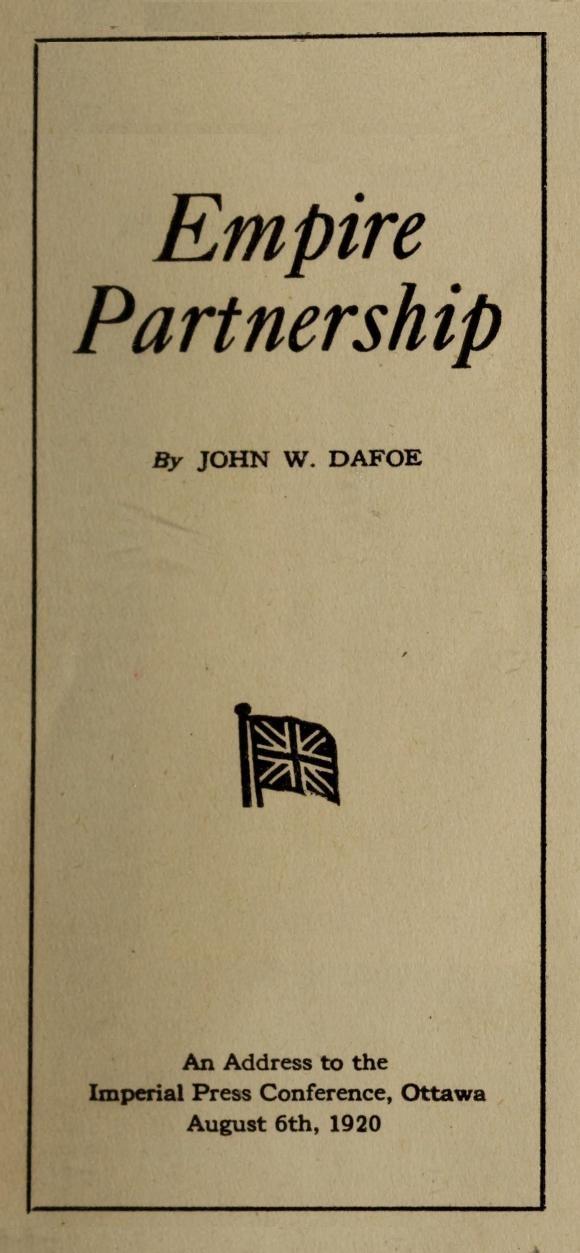 Empire
Partnership
By JOHN W. DAFOE
An Address to the
Imperial Press Conference, Ottawa
August 6th, 1920